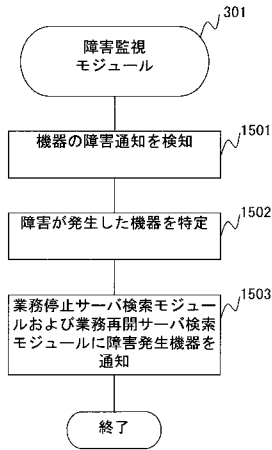 障害監視
モジュール
301
機器の障害通知を検知
1501
障害が発生した機器を特定
1502
業務停止サーバ検索モジュー
ルおよび業務再開サーバ検索
モジュールに障害発生機器を
通知
1503
終了